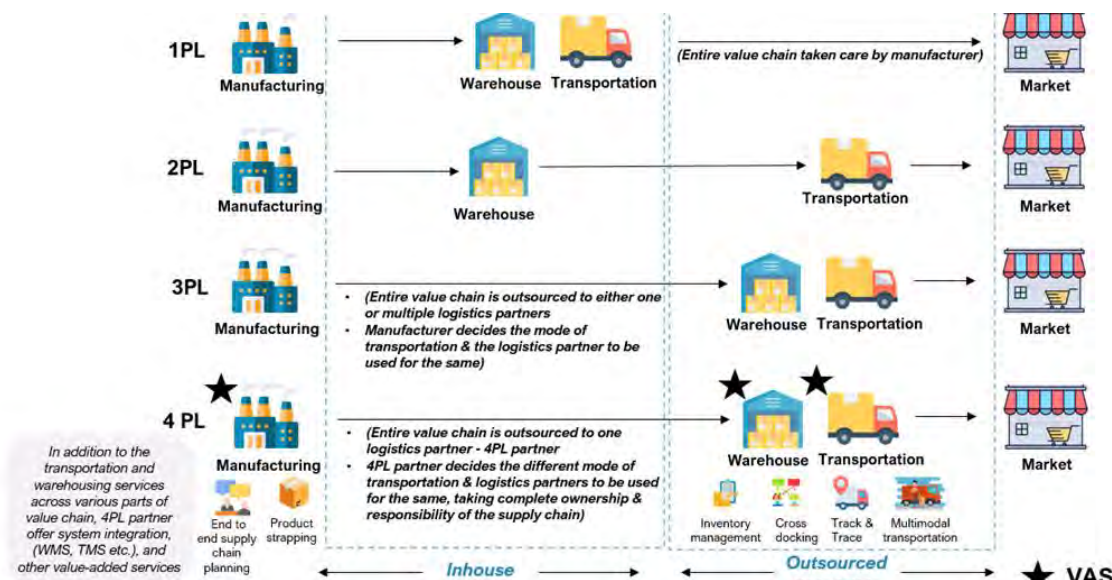 1PL
Manufacturing
Warehouse
Transportation
(Entire value chain taken care by manufacturer)
Market
2PL
Manufacturing
Warehouse
Transportation
Market
3PL
Manufacturing
• (Entire value chain is outsourced to either one
or multiple logistics partners
• Manufacturer decides the mode of
transportation & the logistics partner to be
used for the same)
Warehouse
Transportation
Market
4 PL
Manufacturing
• (Entire value chain is outsourced to one
logistics partner - 4PL partner
• 4PL partner decides the different mode of
transportation & logistics partners to be used
for the same, taking complete ownership &
responsibility of the supply chain)
Warehouse
Transportation
Market
In addition to the
transportation and
warehousing services
across various parts of
value chain, 4PL partner
offer system integration,
(WMS, TMS etc.), and
other value-added services
End to
end supply
chain
planning
Product
strapping
Inventory
management
Cross
docking
Track &
Trace
Multimodal
transportation
Inhouse
Outsourced
VAS